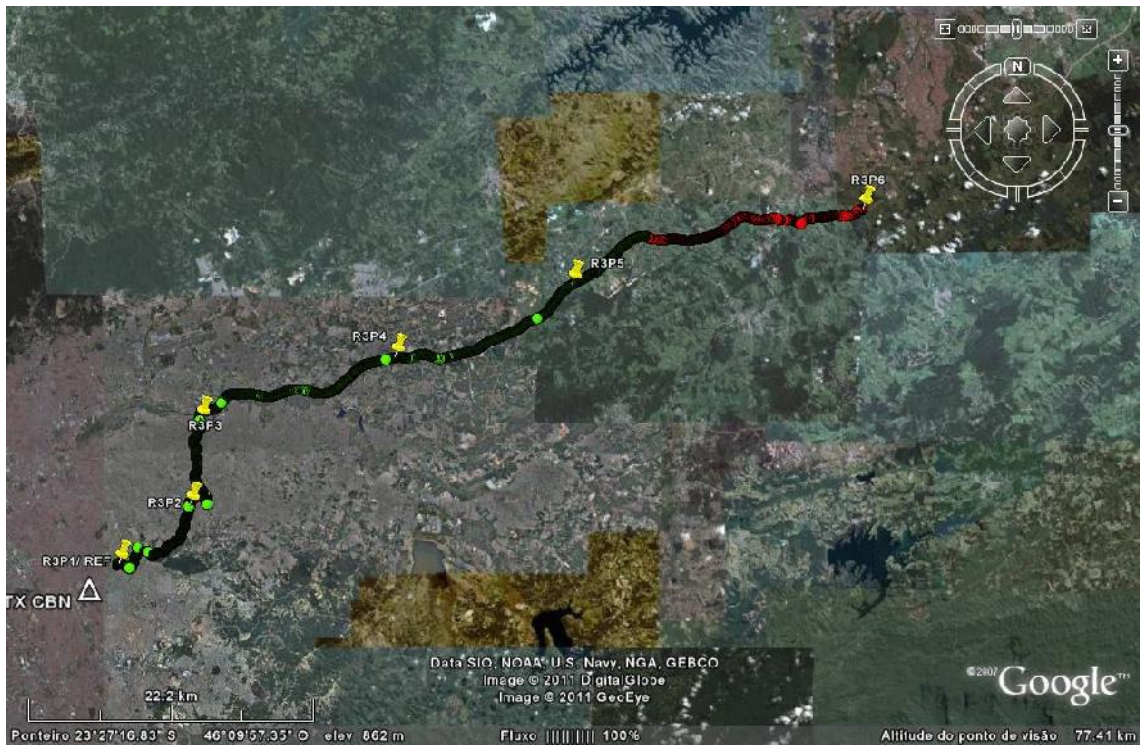 N
R3P6
R3P5
R3P4
R3P3
R3P2
R3P1/ REF
TX CBN
Data SIO, NOAA, U.S. Navy, NGA, GEBCO
Image © 2011 DigitalGlobe
Image © 2011 GeoEye
©2007 Google™
22.2 km
Ponteiro 23°27'16.83" S 46°09'57.35" O elev 862 m Fluxo 100% Altitude do ponto de visão 77.41 km